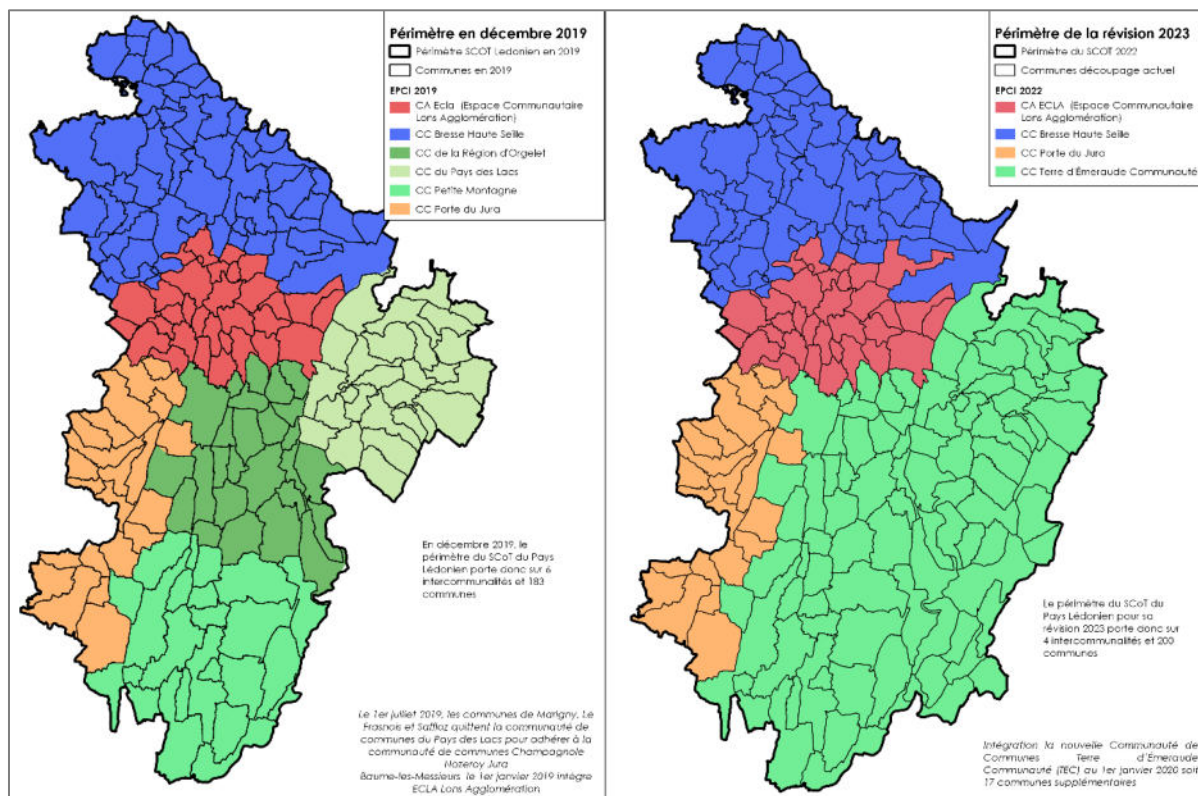 Périmètre en décembre 2019
Périmètre SCOT Lédonien en 2019
Communes en 2019
EPCI 2019
CA Ecla (Espace Communautaire
Lons Agglomération)
CC Bresse Haute Seille
CC de la Région d'Orgelet
CC du Pays des Lacs
CC Petite Montagne
CC Porte du Jura
En décembre 2019, le
périmètre du SCoT du Pays
Lédonien porte donc sur 6
intercommunalités et 183
communes
Le 1er juillet 2019, les communes de Marigny, Le
Frasnois et Saffloz quittent la communauté de
communes du Pays des Lacs pour adhérer à la
communauté de communes Champagnole
Nozeroy Jura
Baume-les-Messieurs le 1er janvier 2019 intègre
ECLA Lons Agglomération
Périmètre de la révision 2023
Périmètre du SCOT 2022
Communes découpage actuel
EPCI 2022
CA ECLA (Espace Communautaire
Lons Agglomération)
CC Bresse Haute Seille
CC Porte du Jura
CC Terre d'Émeraude Communauté
Le périmètre du SCoT du
Pays Lédonien pour sa
révision 2023 porte donc sur
4 intercommunalités et 200
communes
Intégration la nouvelle Communauté de
Communes Terre d'Émeraude
Communauté (TEC) au 1er janvier 2020 soit
17 communes supplémentaires